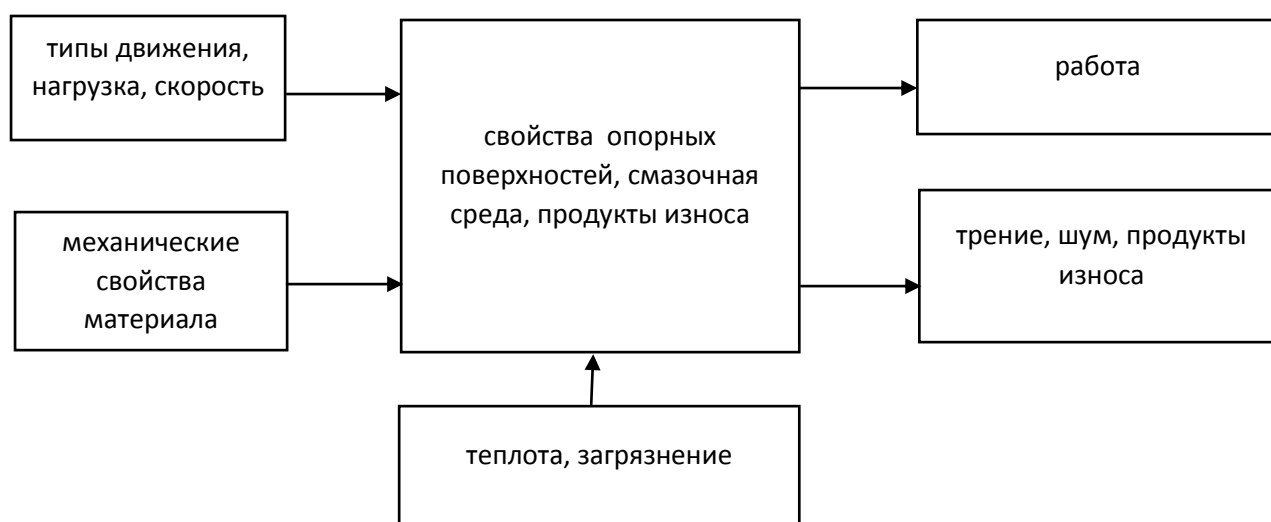 типы движения,
нагрузка, скорость
механические
свойства
материала
свойства опорных
поверхностей, смазочная
среда, продукты износа
теплота, загрязнение
работа
трение, шум, продукты
износа